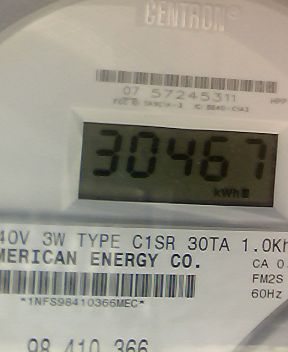 CENTRON®
07 57245311
HPP
30467
kWh
40V 3W TYPE C1SR 30TA 1.0Kh
MERICAN ENERGY CO.
CA 0.
FM2S
60Hz
*1NFS98410366MEC*
98 410 366